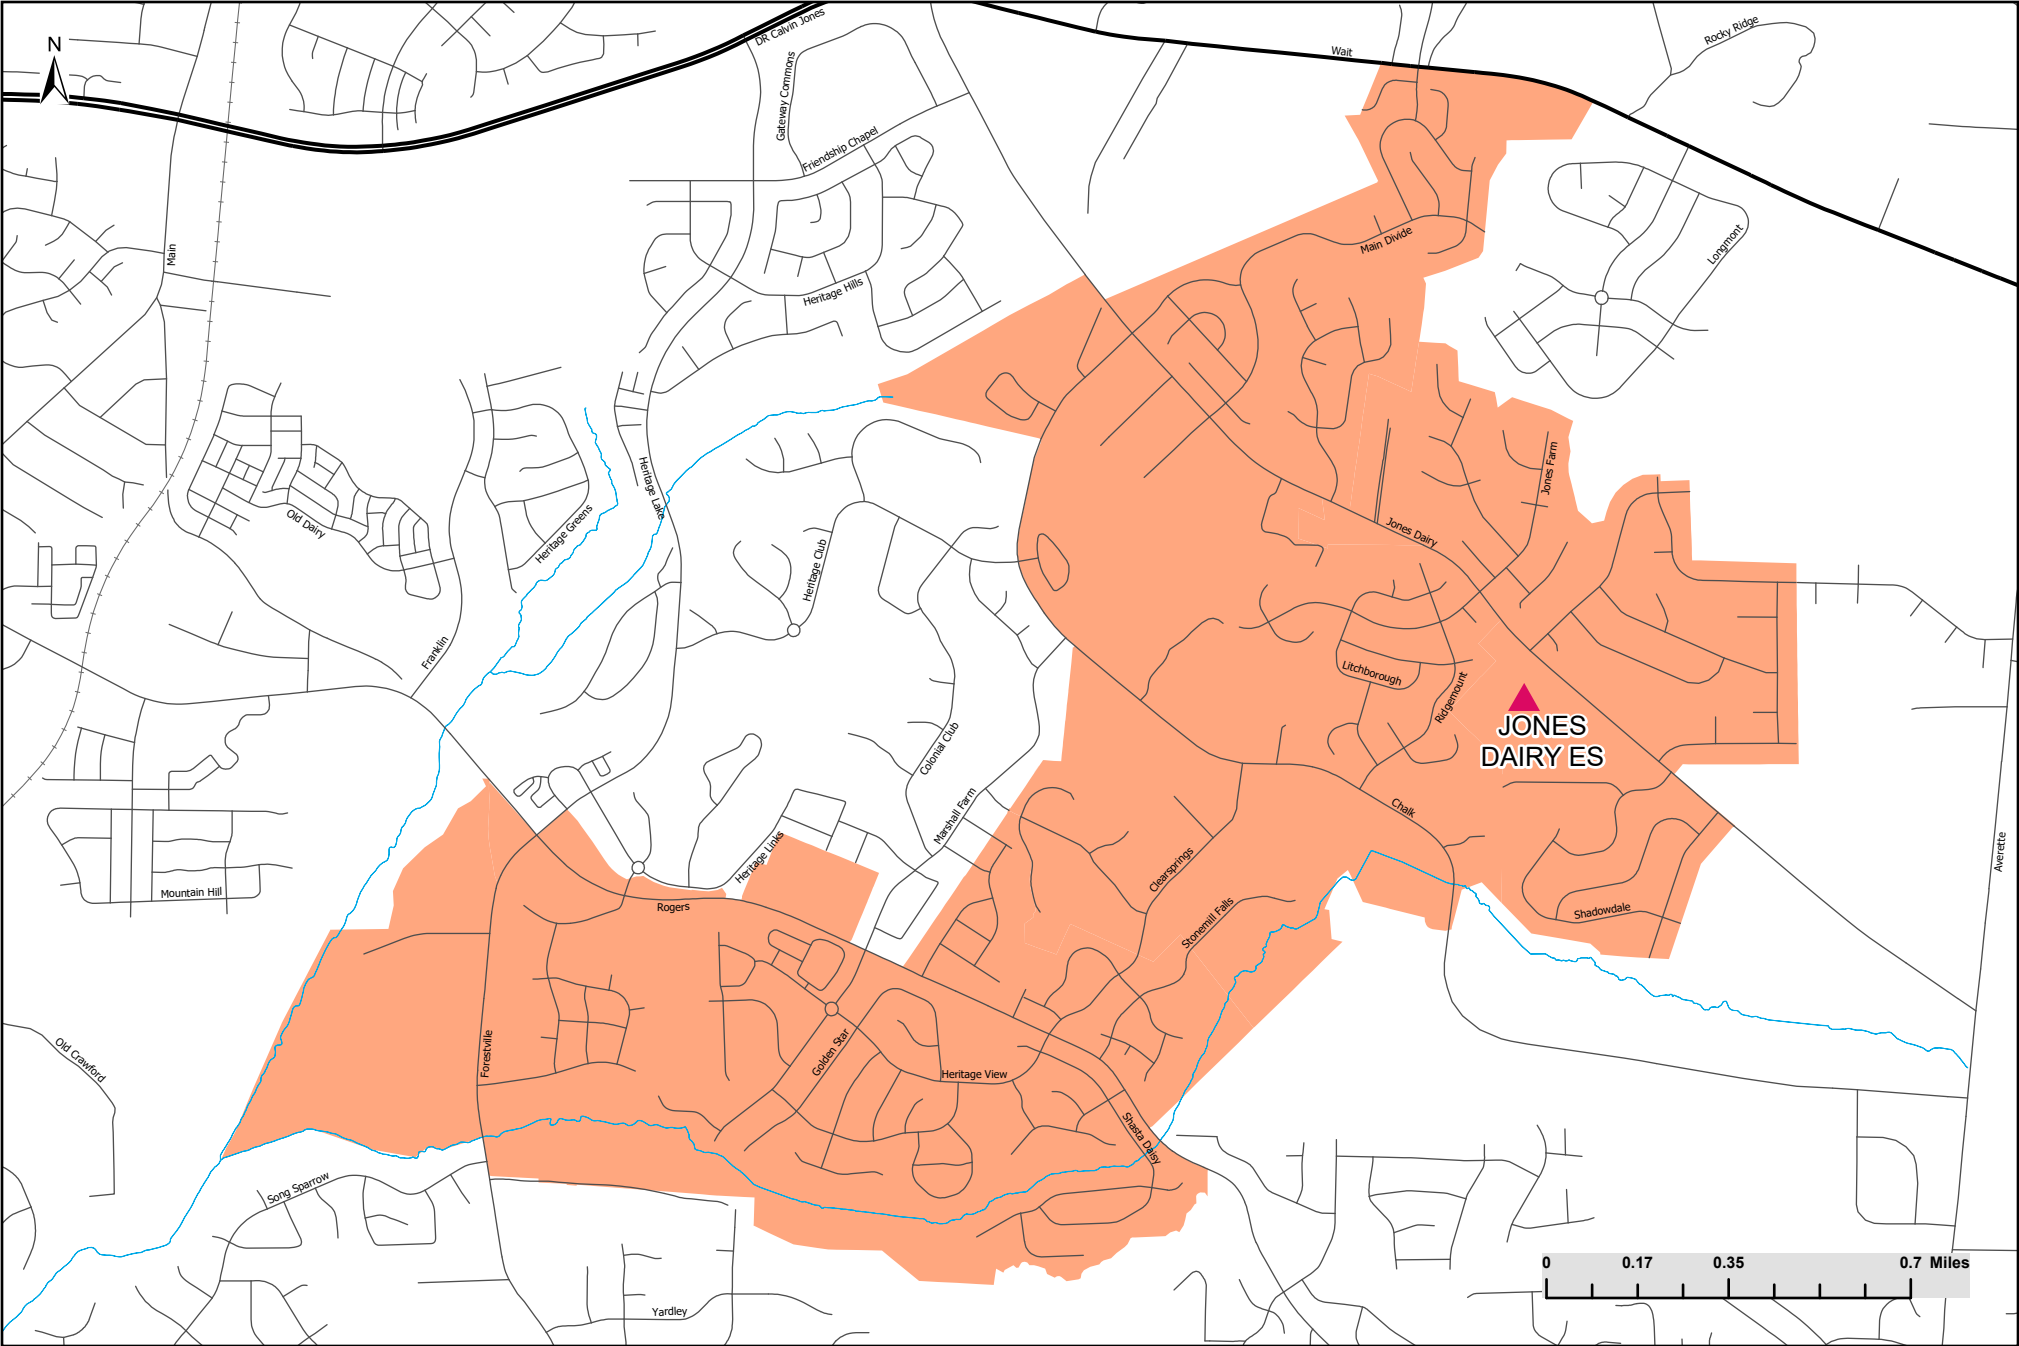 N
DR Calvin Jones
Wait
Rocky Ridge
Gateway Commons
Friendship Chapel
Main
Main Divide
Longmont
Heritage Hills
Jones Farm
Heritage Lake
Old Dairy
Heritage Greens
Jones Dairy
Heritage Club
Franklin
Litchborough
Ridgemount
JONES
DAIRY ES
Colonial Club
Marshall Farm
Chalk
Heritage Links
Clearsprings
Averette
Mountain Hill
Rogers
Stonemill Falls
Shadowdale
Old Crawford
Forestville
Golden Star
Heritage View
Shasta Daisy
Song Sparrow
0 0.17 0.35 0.7 Miles
Yardley